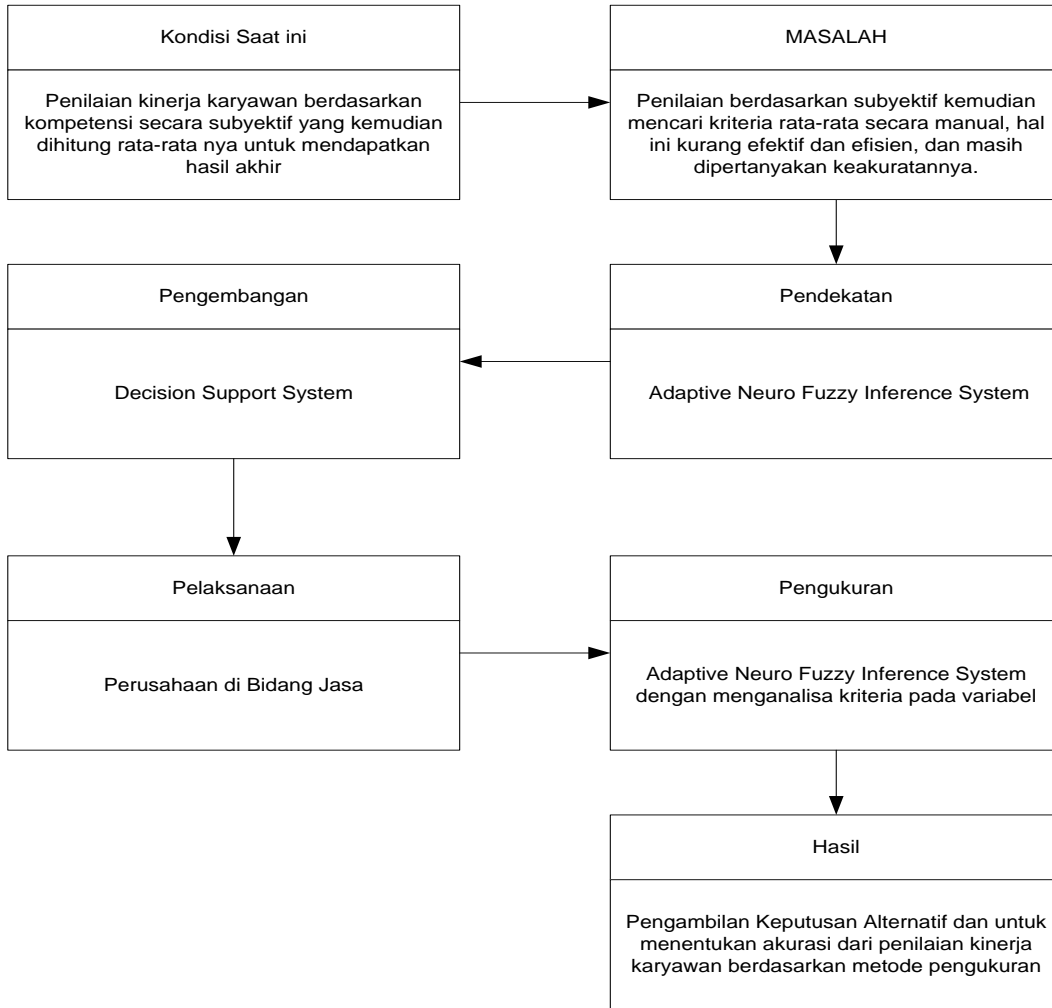 Kondisi Saat ini
Penilaian kinerja karyawan berdasarkan
kompetensi secara subyektif yang kemudian
dihitung rata-rata nya untuk mendapatkan
hasil akhir
MASALAH
Penilaian berdasarkan subyektif kemudian
mencari kriteria rata-rata secara manual, hal
ini kurang efektif dan efisien, dan masih
dipertanyakan keakuratannya.
Pendekatan
Adaptive Neuro Fuzzy Inference System
Pengembangan
Decision Support System
Pelaksanaan
Perusahaan di Bidang Jasa
Pengukuran
Adaptive Neuro Fuzzy Inference System
dengan menganalisa kriteria pada variabel
Hasil
Pengambilan Keputusan Alternatif dan untuk
menentukan akurasi dari penilaian kinerja
karyawan berdasarkan metode pengukuran